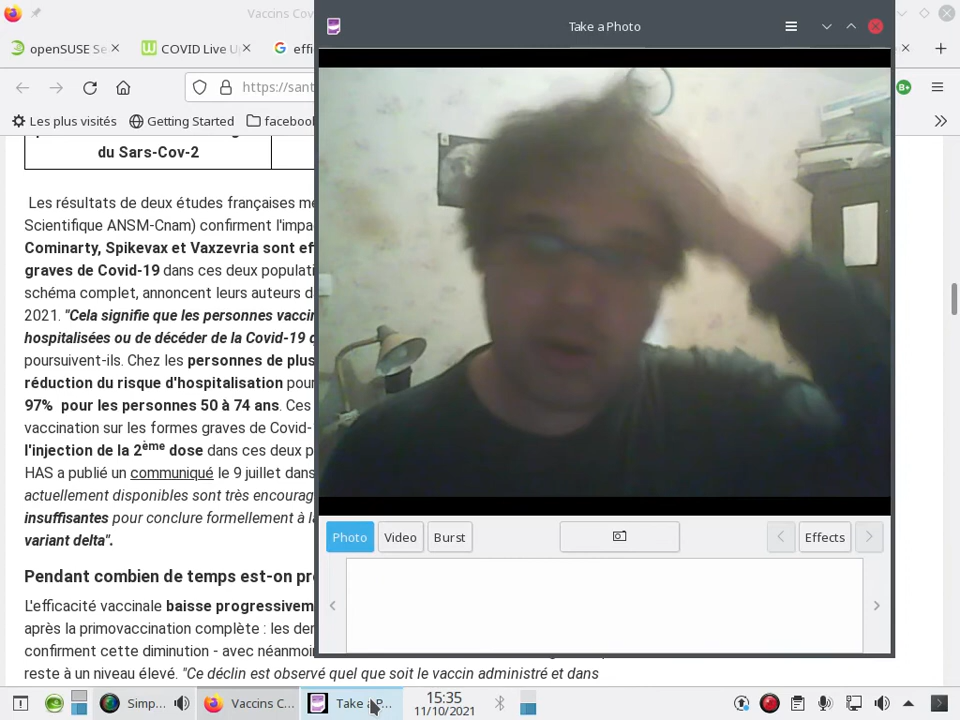 Vaccins Cov
Take a Photo
openSUSE Se
COVID Live U
effi
https://sant
B+
Les plus visités
Getting Started
facebool
du Sars-Cov-2
Les résultats de deux études françaises me
Scientifique ANSM-Cnam) confirment l'impa
Cominarty, Spikevax et Vaxzevria sont eff
graves de Covid-19 dans ces deux populati
schéma complet, annoncent leurs auteurs d
2021. "Cela signifie que les personnes vaccin
hospitalisées ou de décéder de la Covid-19 q
poursuivent-ils. Chez les personnes de plus
réduction du risque d'hospitalisation pour
97% pour les personnes 50 à 74 ans. Ces
vaccination sur les formes graves de Covid-
l'injection de la 2ème dose dans ces deux p
HAS a publié un communiqué le 9 juillet dans
actuellement disponibles sont très encourag
insuffisantes pour conclure formellement à la
variant delta".
Photo
Video
Burst
Effects
Pendant combien de temps est-on pro
L'efficacité vaccinale baisse progressivem
après la primovaccination complète : les der
confirment cette diminution - avec néanmoi
reste à un niveau élevé. "Ce déclin est observé quel que soit le vaccin administré et dans
Simp...
Vaccins C...
Take a P...
15:35
11/10/2021